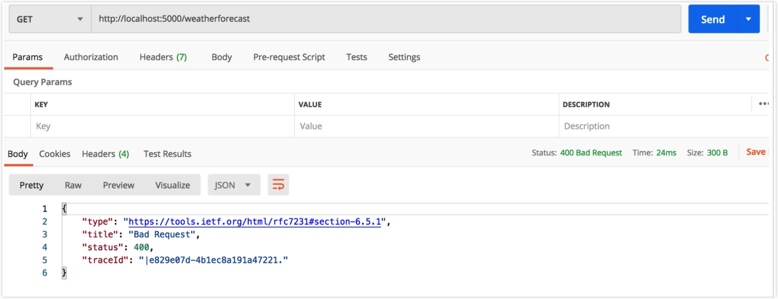 GET http://localhost:5000/weatherforecast Send
Params Authorization Headers (7) Body Pre-request Script Tests Settings
Query Params
KEY VALUE DESCRIPTION
Key Value Description
Body Cookies Headers (4) Test Results Status: 400 Bad Request Time: 24ms Size: 300 B Save
Pretty Raw Preview Visualize JSON
1 {
2 "type": "https://tools.ietf.org/html/rfc7231#section-6.5.1",
3 "title": "Bad Request",
4 "status": 400,
5 "traceId": "|e829e07d-4b1ec8a191a47221."
6 }